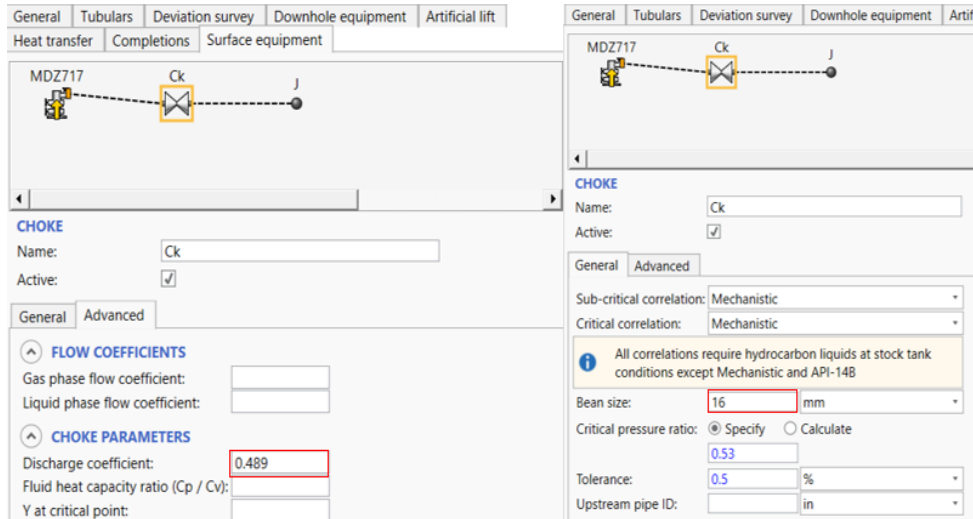 General Tubulars Deviation survey Downhole equipment Artificial lift
Heat transfer Completions Surface equipment
MDZ717 Ck J
CHOKE
Name: Ck
Active:
General Advanced
FLOW COEFFICIENTS
Gas phase flow coefficient:
Liquid phase flow coefficient:
CHOKE PARAMETERS
Discharge coefficient: 0.489
Fluid heat capacity ratio (Cp / Cv):
Y at critical point:
General Tubulars Deviation survey Downhole equipment Artif
MDZ717 Ck J
CHOKE
Name: Ck
Active:
General Advanced
Sub-critical correlation: Mechanistic
Critical correlation: Mechanistic
All correlations require hydrocarbon liquids at stock tank
conditions except Mechanistic and API-14B
Bean size: 16 mm
Critical pressure ratio: Specify Calculate
0.53
Tolerance: 0.5 %
Upstream pipe ID: in